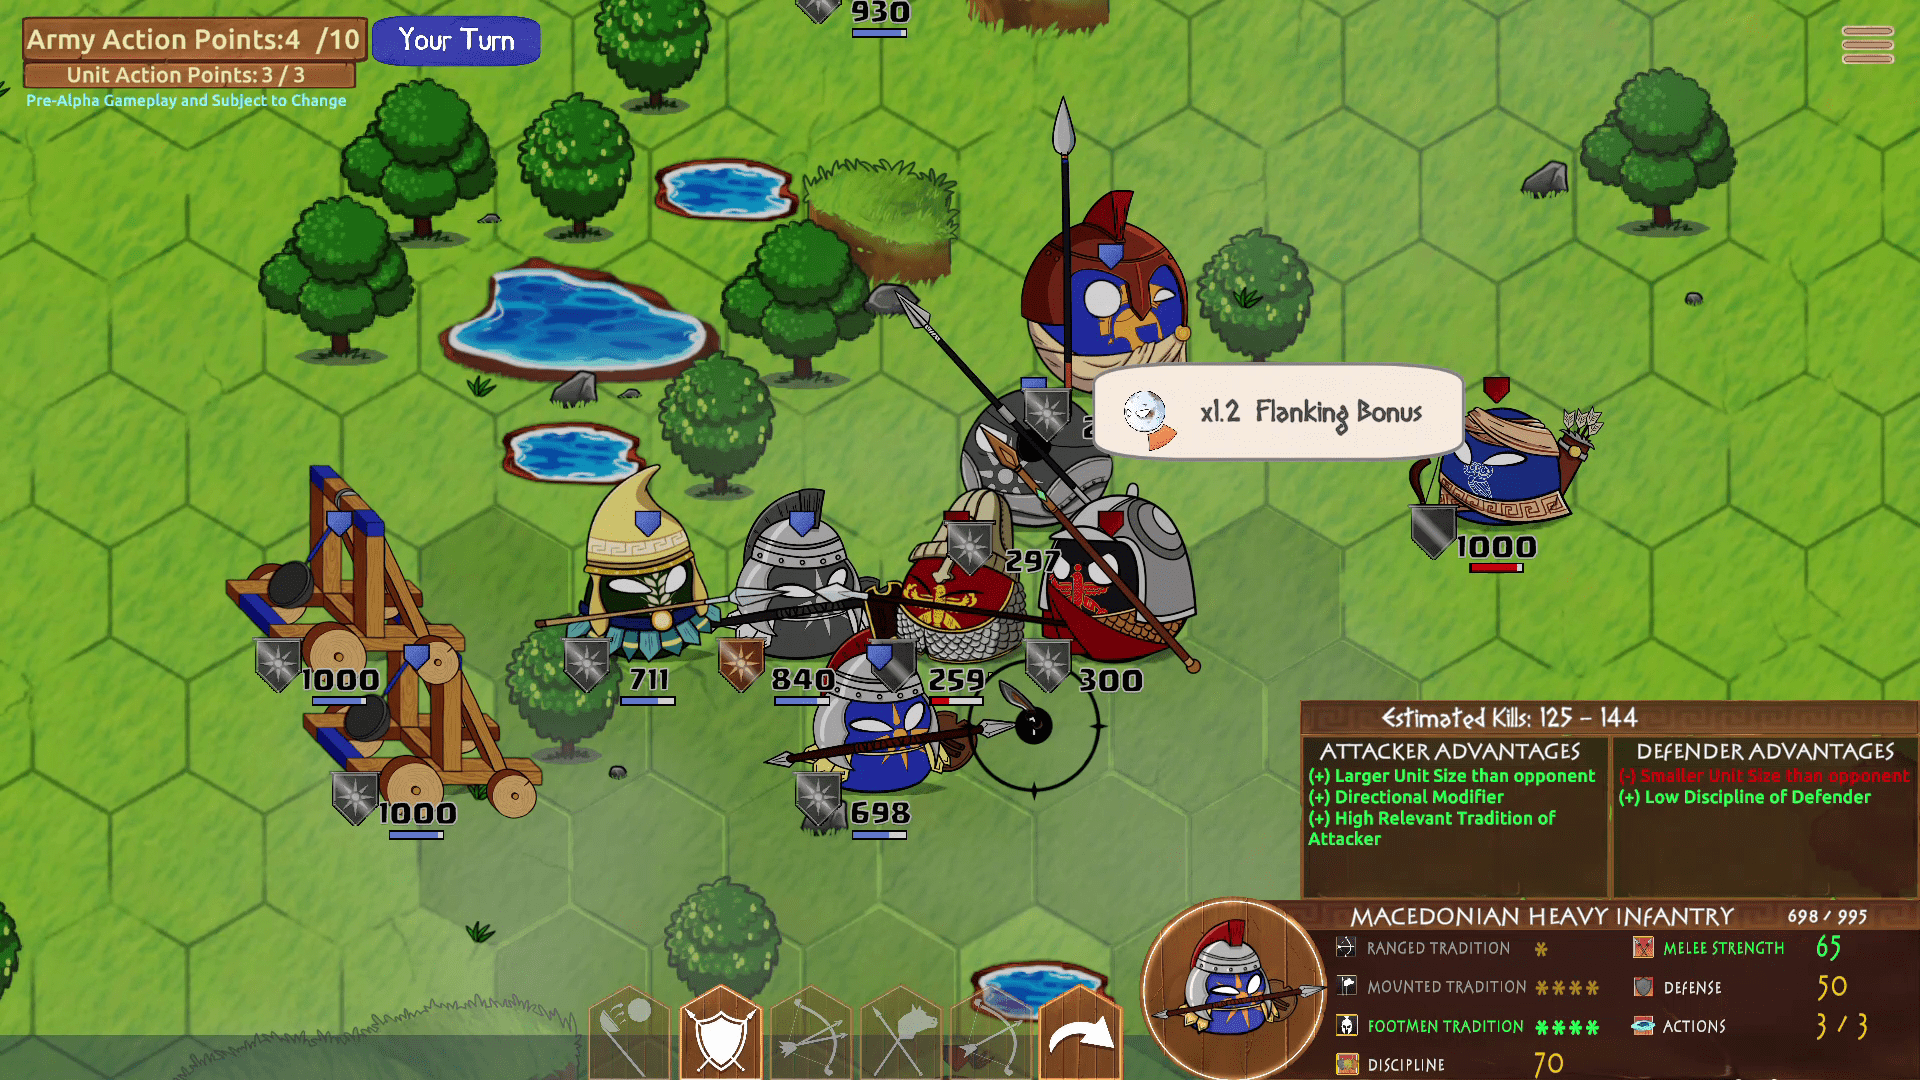 Army Action Points:4 /10
Your Turn
Unit Action Points:3 / 3
Pre-Alpha Gameplay and Subject to Change
930
x1.2 Flanking Bonus
1000
297
1000
711
840
259
300
1000
698
Estimated Kills: 125 - 144
ATTACKER ADVANTAGES
(+) Larger Unit Size than opponent
(+) Directional Modifier
(+) High Relevant Tradition of
Attacker
DEFENDER ADVANTAGES
(-) Smaller Unit Size than opponent
(+) Low Discipline of Defender
MACEDONIAN HEAVY INFANTRY
698 / 995
RANGED TRADITION
MELEE STRENGTH 65
MOUNTED TRADITION
DEFENSE 50
FOOTMEN TRADITION
ACTIONS 3 / 3
DISCIPLINE 70